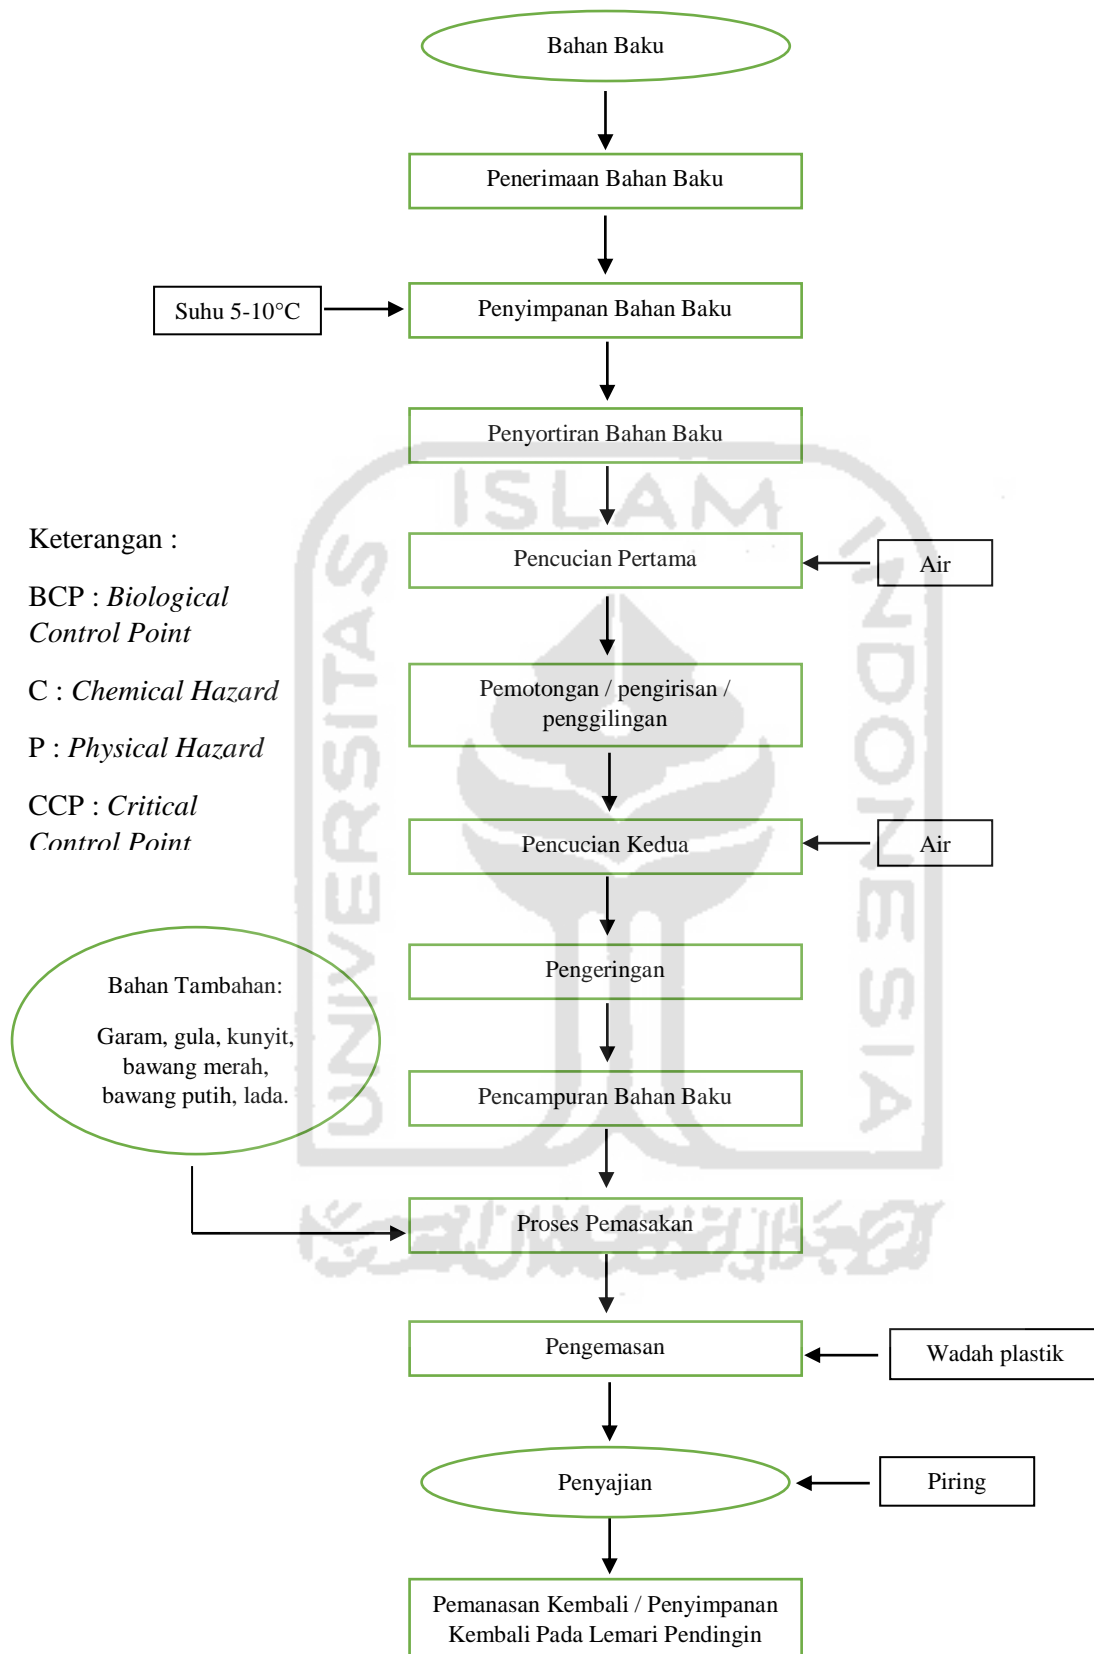 Bahan Baku
Penerimaan Bahan Baku
Suhu 5-10°C
Penyimpanan Bahan Baku
Penyortiran Bahan Baku
Keterangan :
BCP : Biological
Control Point
C : Chemical Hazard
P : Physical Hazard
CCP : Critical
Control Point
Pencucian Pertama
Air
Pemotongan / pengirisan /
penggilingan
Pencucian Kedua
Air
Pengeringan
Bahan Tambahan:
Garam, gula, kunyit,
bawang merah,
bawang putih, lada.
Pencampuran Bahan Baku
Proses Pemasakan
Pengemasan
Wadah plastik
Penyajian
Piring
Pemanasan Kembali / Penyimpanan
Kembali Pada Lemari Pendingin
UNIVERSITAS
ISLAM
INDONESIA